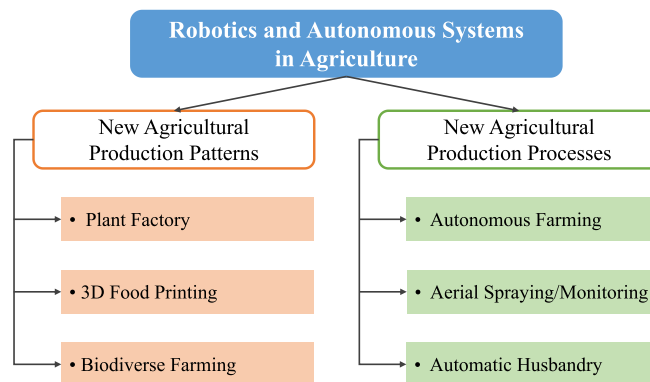 Robotics and Autonomous Systems
in Agriculture
New Agricultural
Production Patterns
• Plant Factory
• 3D Food Printing
• Biodiverse Farming
New Agricultural
Production Processes
• Autonomous Farming
• Aerial Spraying/Monitoring
• Automatic Husbandry